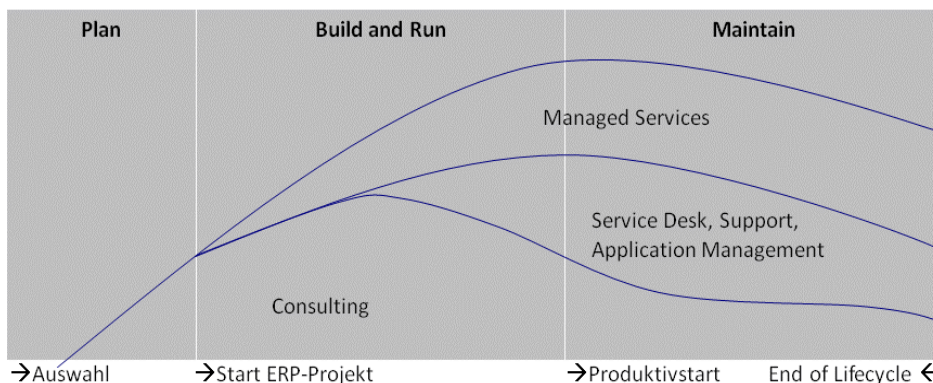 Plan
Build and Run
Maintain
Managed Services
Service Desk, Support,
Application Management
Consulting
→Auswahl
→Start ERP-Projekt
→Produktivstart
End of Lifecycle ←